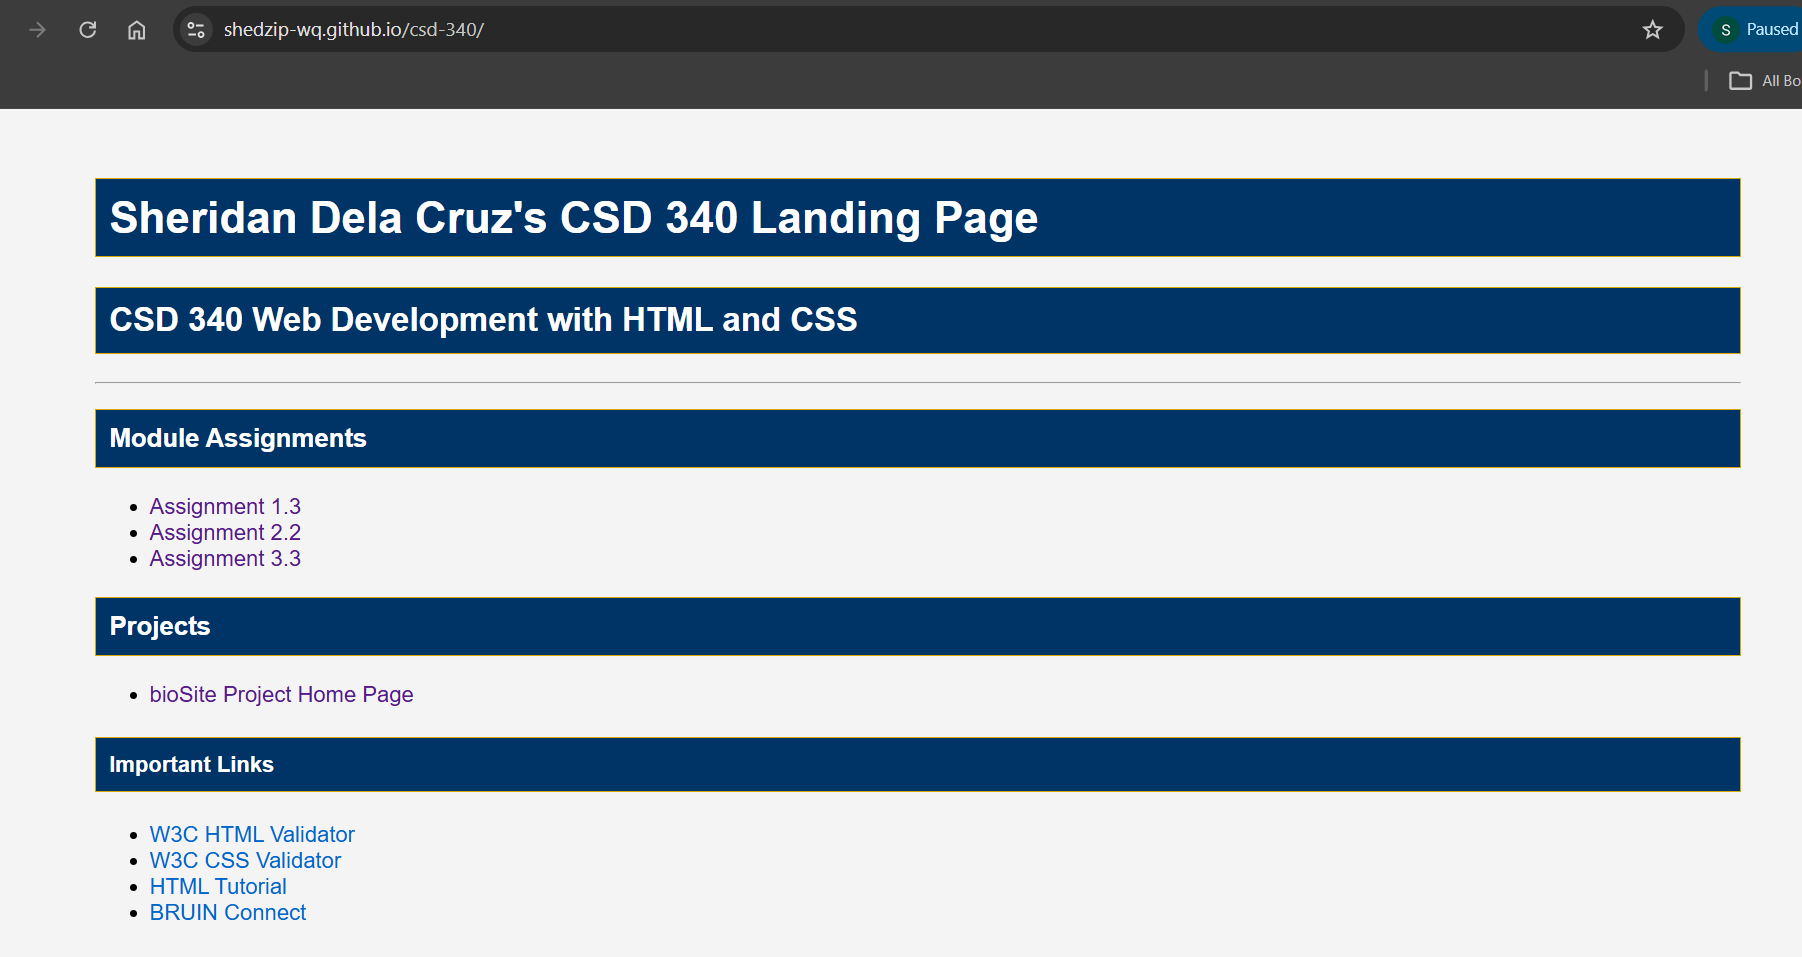 shedzip-wq.github.io/csd-340/
S Paused
All Bo
Sheridan Dela Cruz's CSD 340 Landing Page
CSD 340 Web Development with HTML and CSS
Module Assignments
Assignment 1.3
Assignment 2.2
Assignment 3.3
Projects
bioSite Project Home Page
Important Links
W3C HTML Validator
W3C CSS Validator
HTML Tutorial
BRUIN Connect